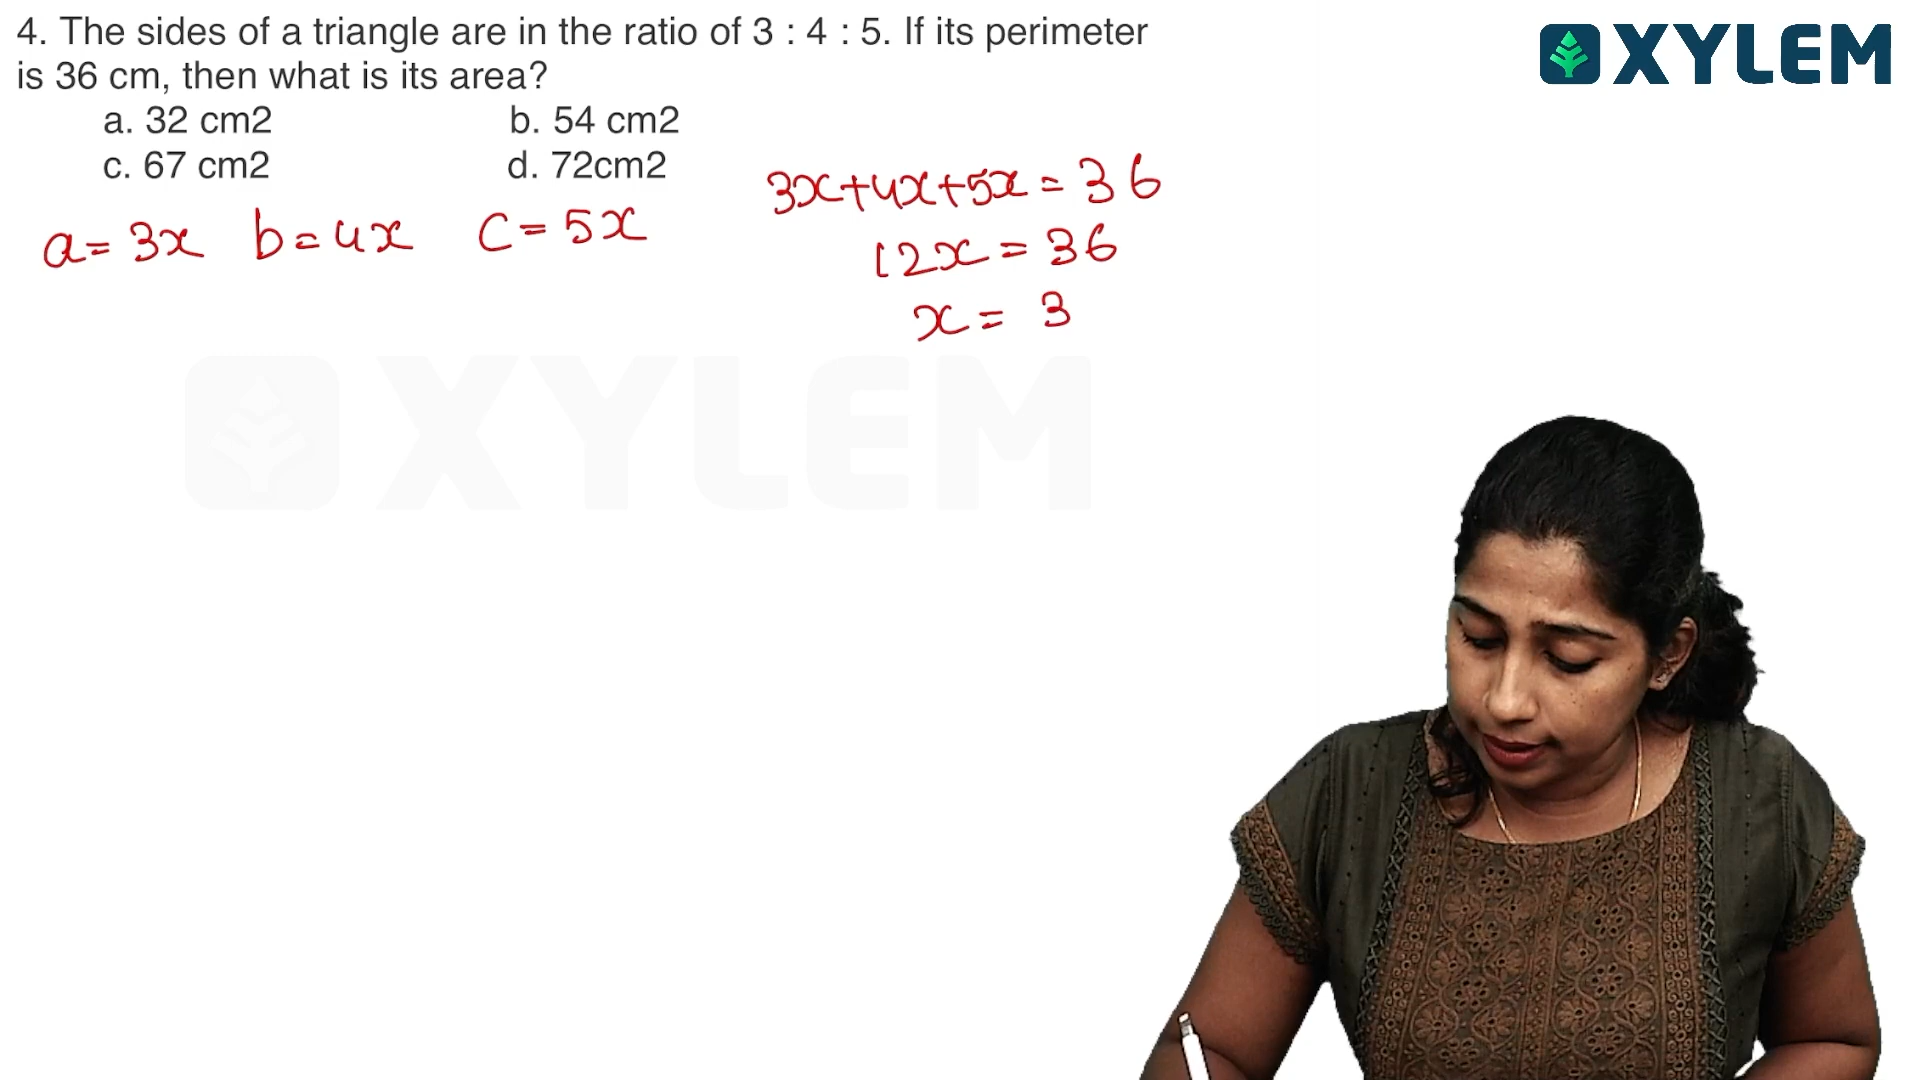 4. The sides of a triangle are in the ratio of 3 : 4 : 5. If its perimeter
is 36 cm, then what is its area?
a. 32 cm2 b. 54 cm2
c. 67 cm2 d. 72cm2
a= 3x b=4x c=5x
3x+4x+5x=36
12x=36
x= 3
XYLEM
XYLEM